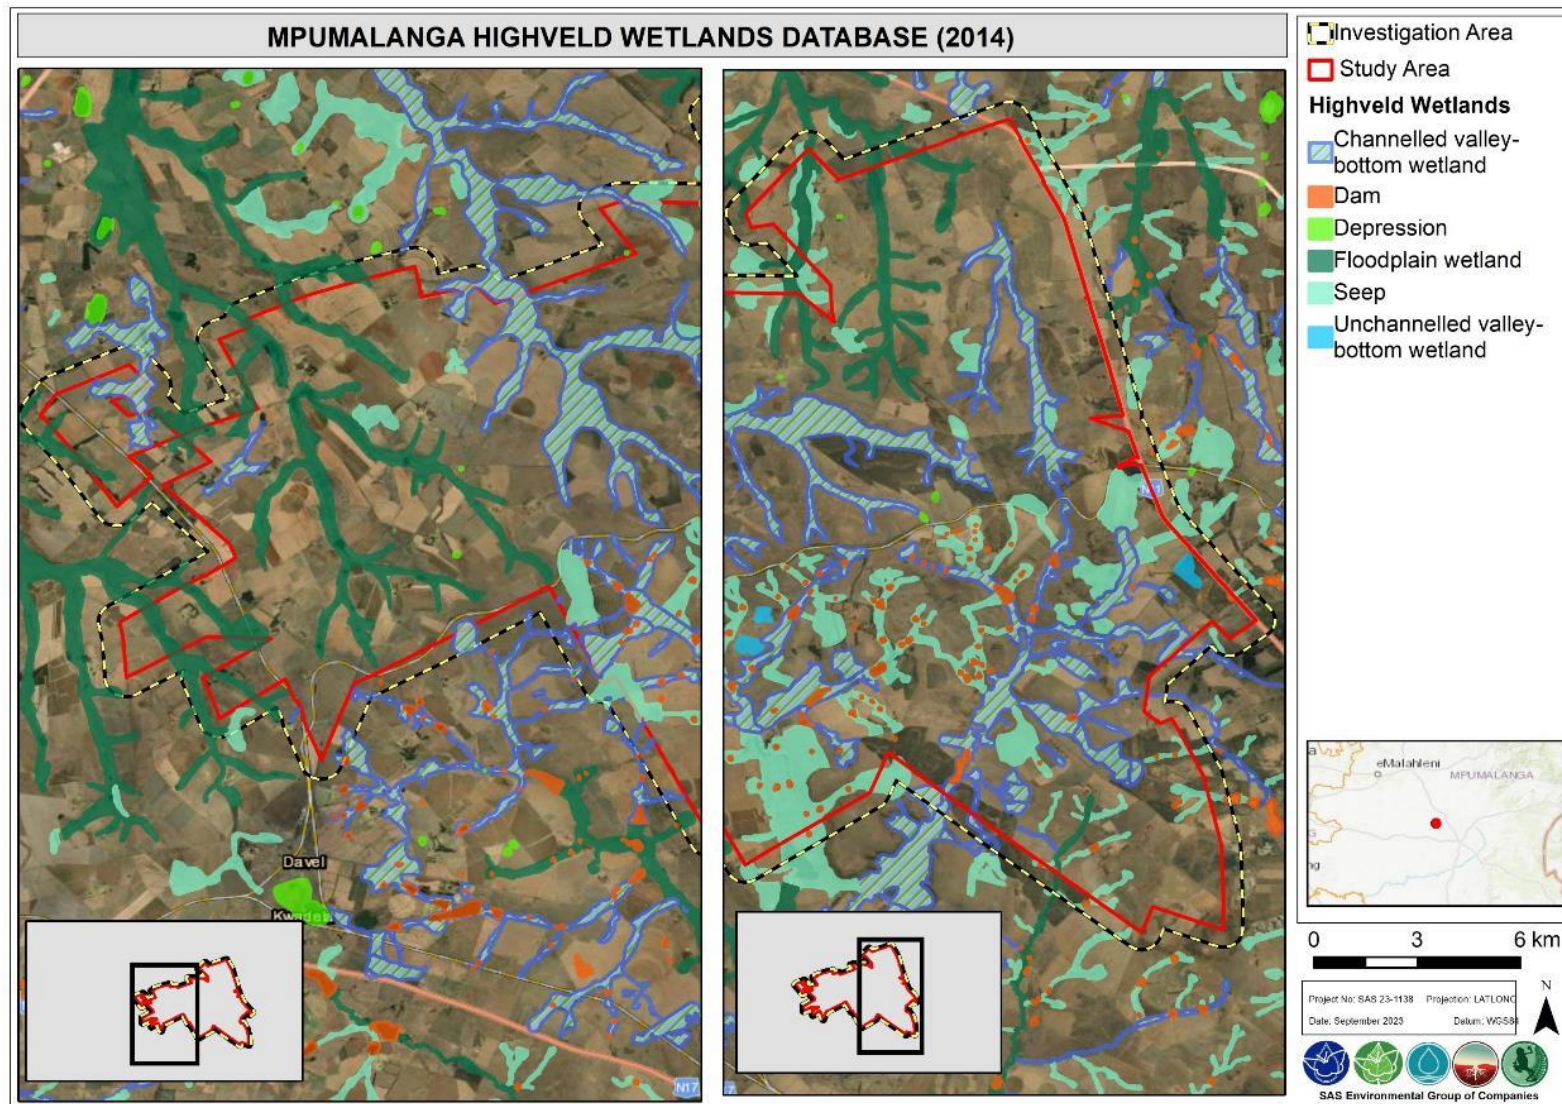 MPUMALANGA HIGHVELD WETLANDS DATABASE (2014)
Investigation Area
Study Area
Highveld Wetlands
Channelled valley-
bottom wetland
Dam
Depression
Floodplain wetland
Seep
Unchannelled valley-
bottom wetland
Davel
N17
eMalahleni
MPUMALANGA
0 3 6 km
Project No: SAS 23-1138 Projection: LATLONG
Date: September 2023 Datum: WGS84
N
SAS Environmental Group of Companies